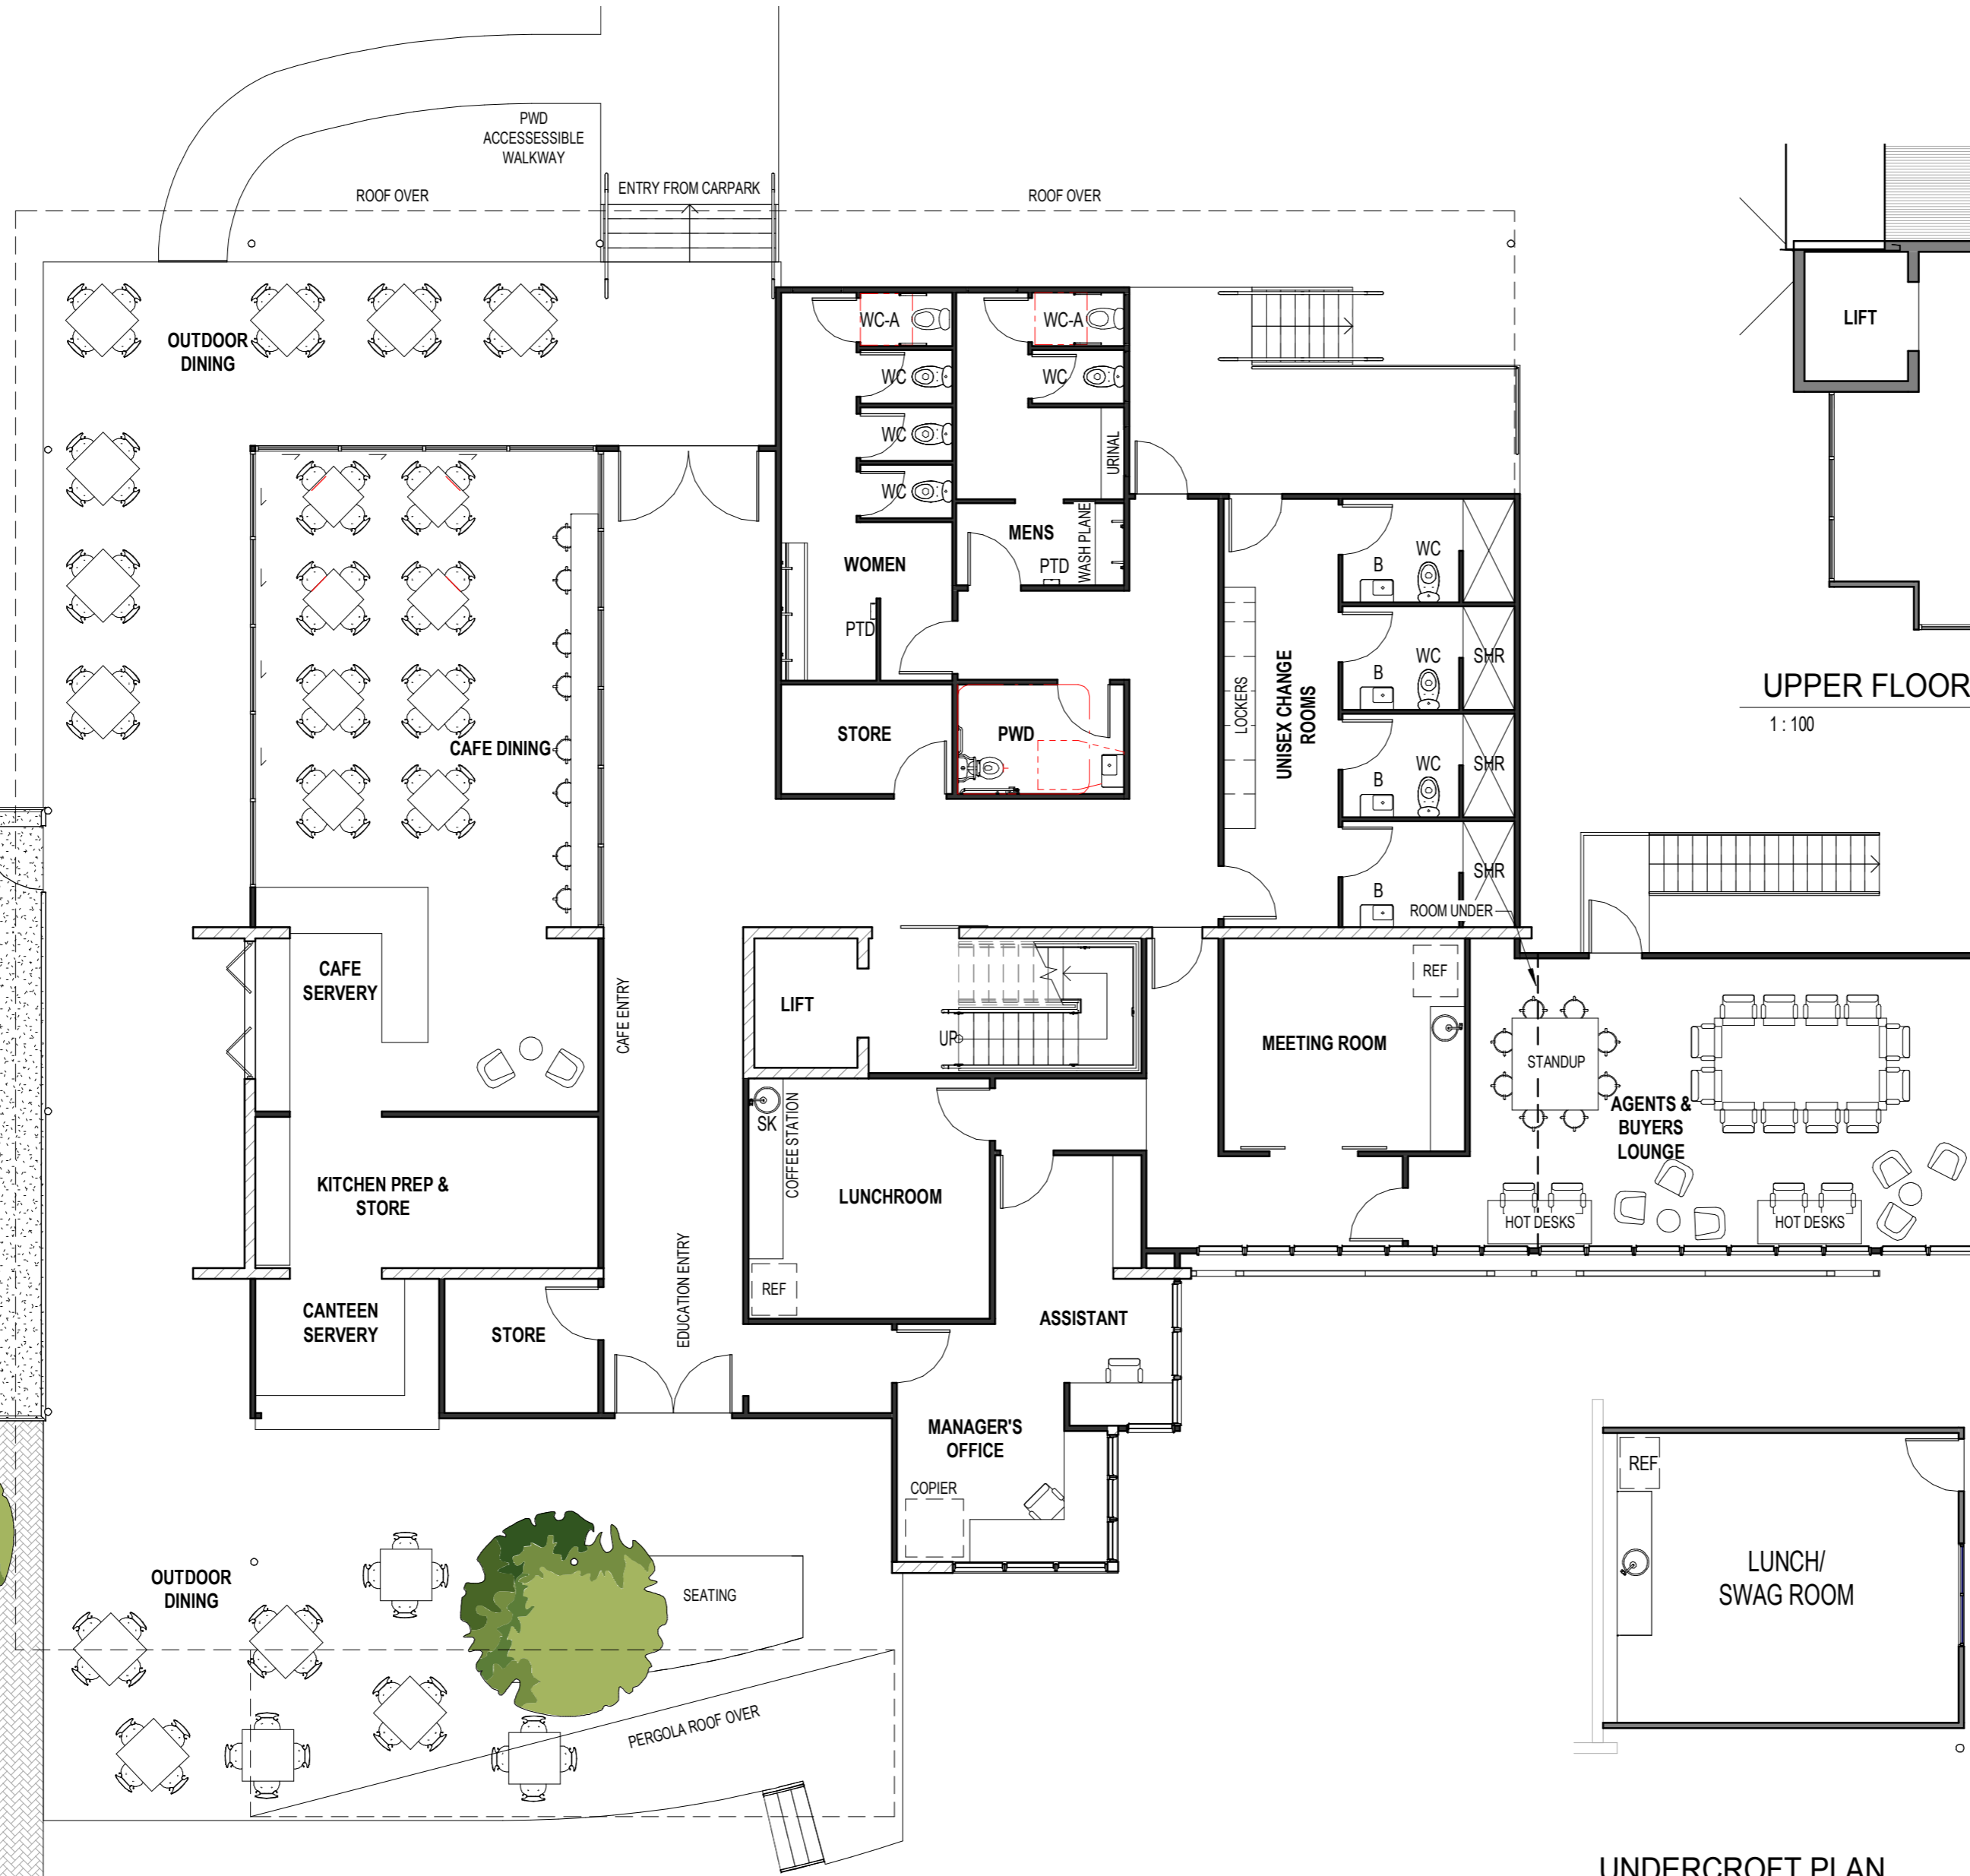 PWD
ACCESSESSIBLE
WALKWAY
ROOF OVER
ENTRY FROM CARPARK
ROOF OVER
OUTDOOR
DINING
WC-A
WC
WC
WC
WC-A
WC
URINAL
WASH PLANE
MENS
PTD
WOMEN
PTD
STORE
PWD
CAFE DINING
LOCKERS
UNISEX CHANGE
ROOMS
B
WC
B
WC
SHR
B
WC
SHR
B
SHR
ROOM UNDER
LIFT
UPPER FLOOR
1 : 100
CAFE
SERVERY
CAFE ENTRY
LIFT
UP
MEETING ROOM
REF
STANDUP
AGENTS &
BUYERS
LOUNGE
HOT DESKS
HOT DESKS
KITCHEN PREP &
STORE
SK
COFFEE STATION
LUNCHROOM
REF
EDUCATION ENTRY
CANTEEN
SERVERY
STORE
ASSISTANT
MANAGER'S
OFFICE
COPIER
OUTDOOR
DINING
SEATING
PERGOLA ROOF OVER
REF
LUNCH/
SWAG ROOM
UNDERCROFT PLAN